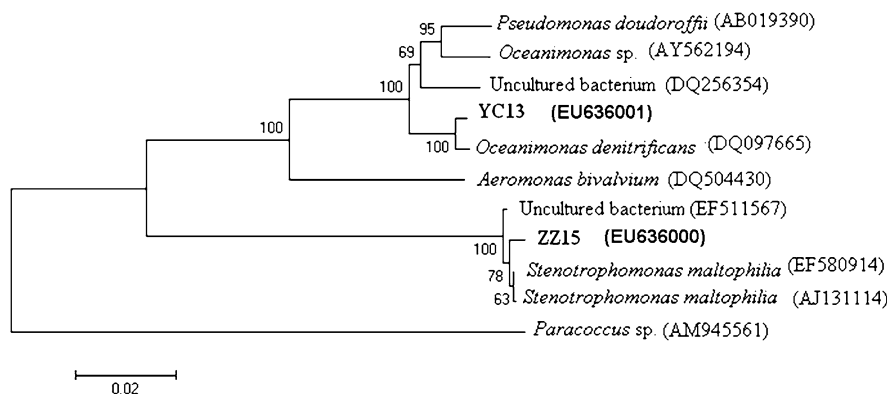 95 Pseudomonas doudoroffii (AB019390)
69 Oceanimonas sp. (AY562194)
100 Uncultured bacterium (DQ256354)
YC13 (EU636001)
100
100 Oceanimonas denitrificans (DQ097665)
Aeromonas bivalvium (DQ504430)
Uncultured bacterium (EF511567)
100 ZZ15 (EU636000)
78 Stenotrophomonas maltophilia (EF580914)
63 Stenotrophomonas maltophilia (AJ131114)
Paracoccus sp. (AM945561)
0.02